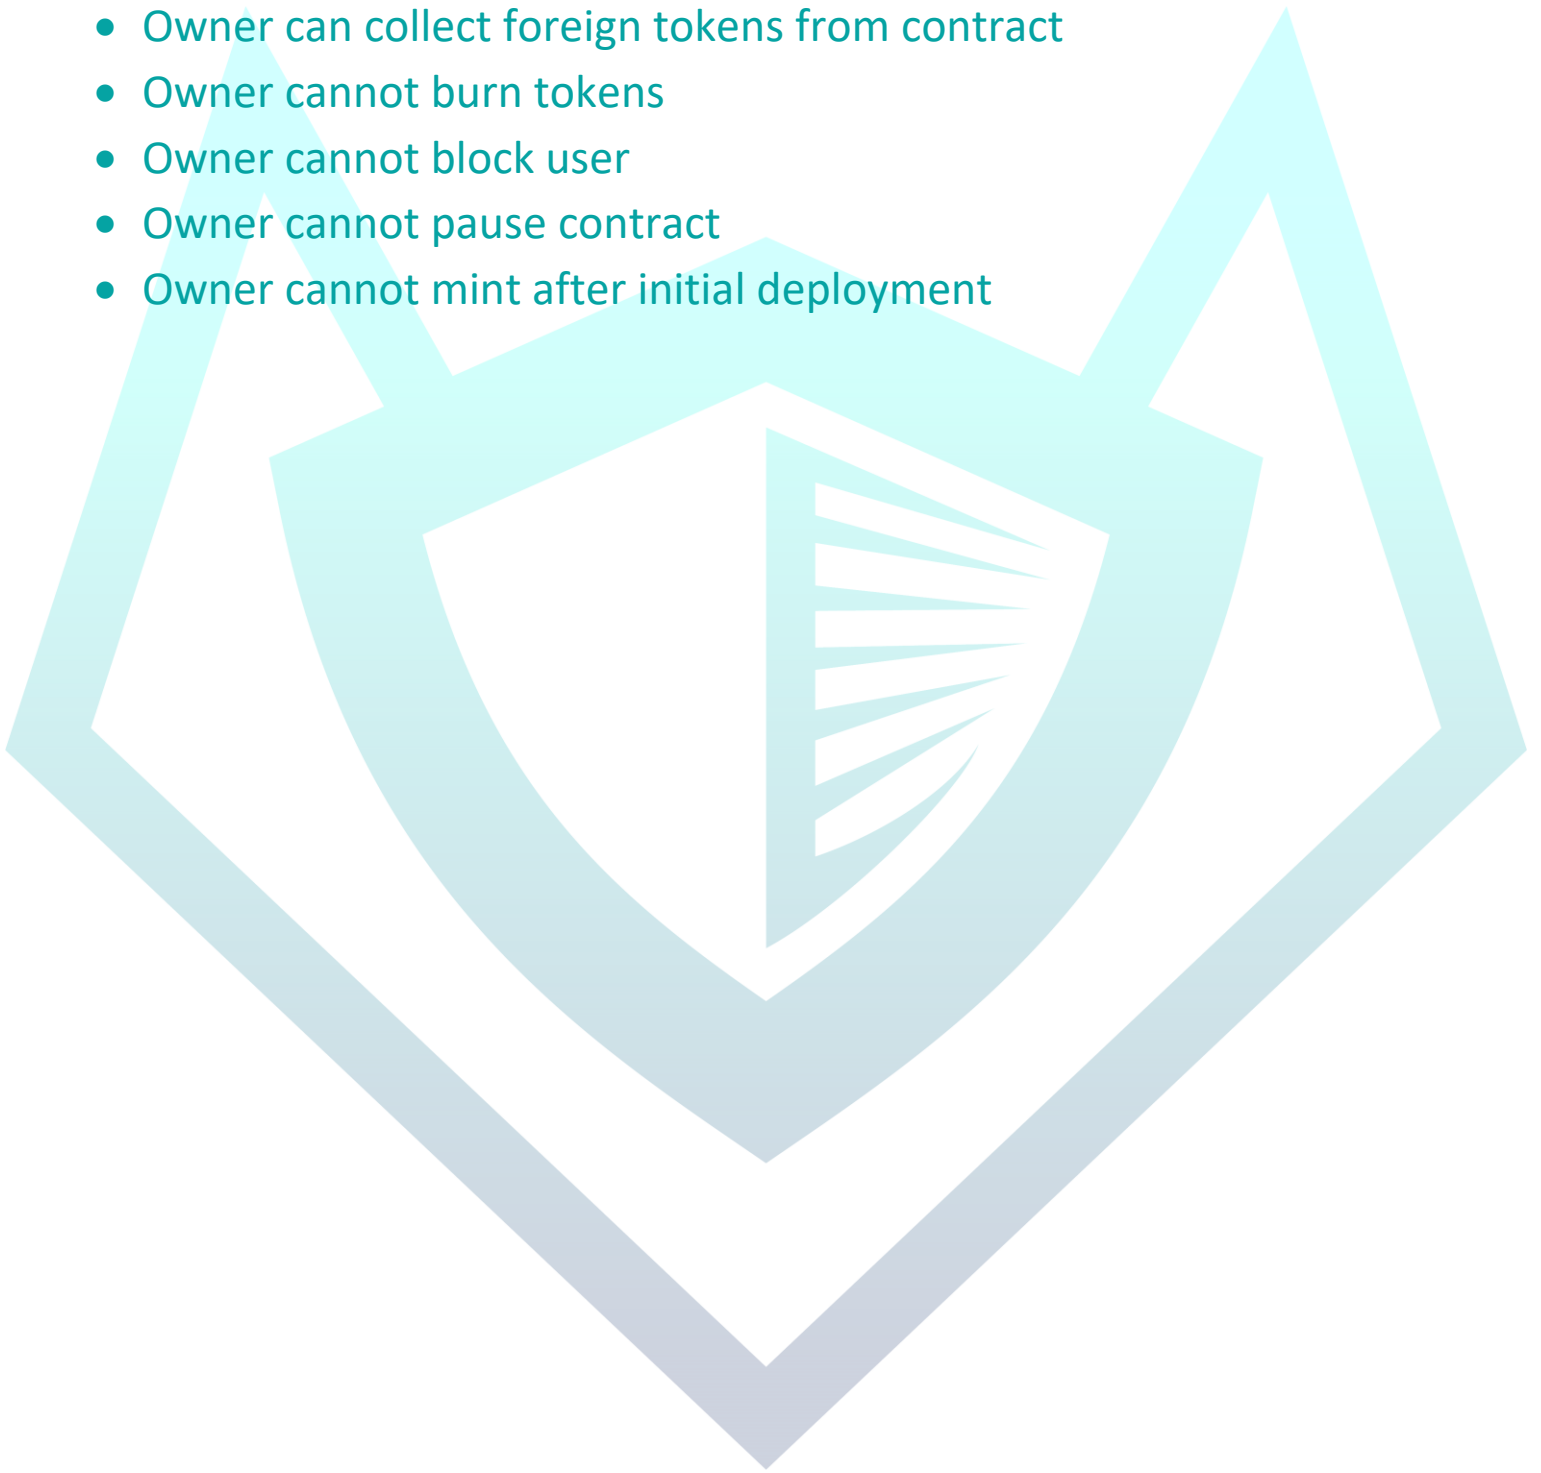 • Owner can collect foreign tokens from contract
• Owner cannot burn tokens
• Owner cannot block user
• Owner cannot pause contract
• Owner cannot mint after initial deployment